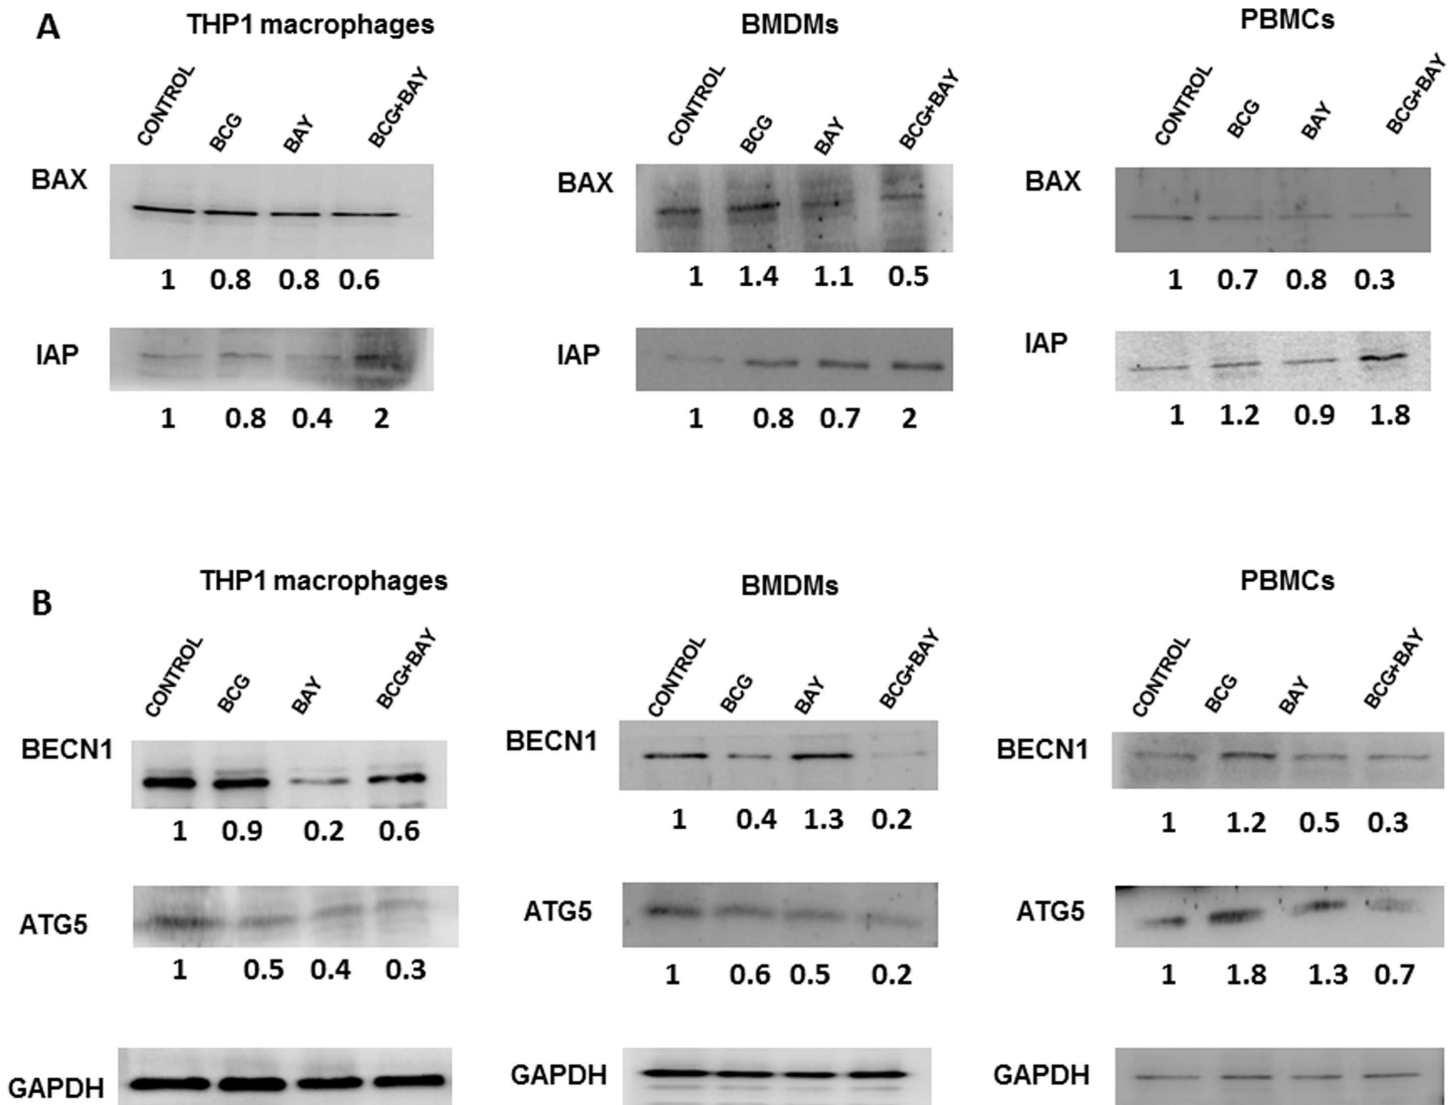 A
THP1 macrophages
BMDMs
PBMCs
CONTROL BCG BAY BCG+BAY
CONTROL BCG BAY BCG+BAY
CONTROL BCG BAY BCG+BAY
BAX
BAX
BAX
1 0.8 0.8 0.6
1 1.4 1.1 0.5
1 0.7 0.8 0.3
IAP
IAP
IAP
1 0.8 0.4 2
1 0.8 0.7 2
1 1.2 0.9 1.8
B
THP1 macrophages
BMDMs
PBMCs
CONTROL BCG BAY BCG+BAY
CONTROL BCG BAY BCG+BAY
CONTROL BCG BAY BCG+BAY
BECN1
BECN1
BECN1
1 0.9 0.2 0.6
1 0.4 1.3 0.2
1 1.2 0.5 0.3
ATG5
ATG5
ATG5
1 0.5 0.4 0.3
1 0.6 0.5 0.2
1 1.8 1.3 0.7
GAPDH
GAPDH
GAPDH